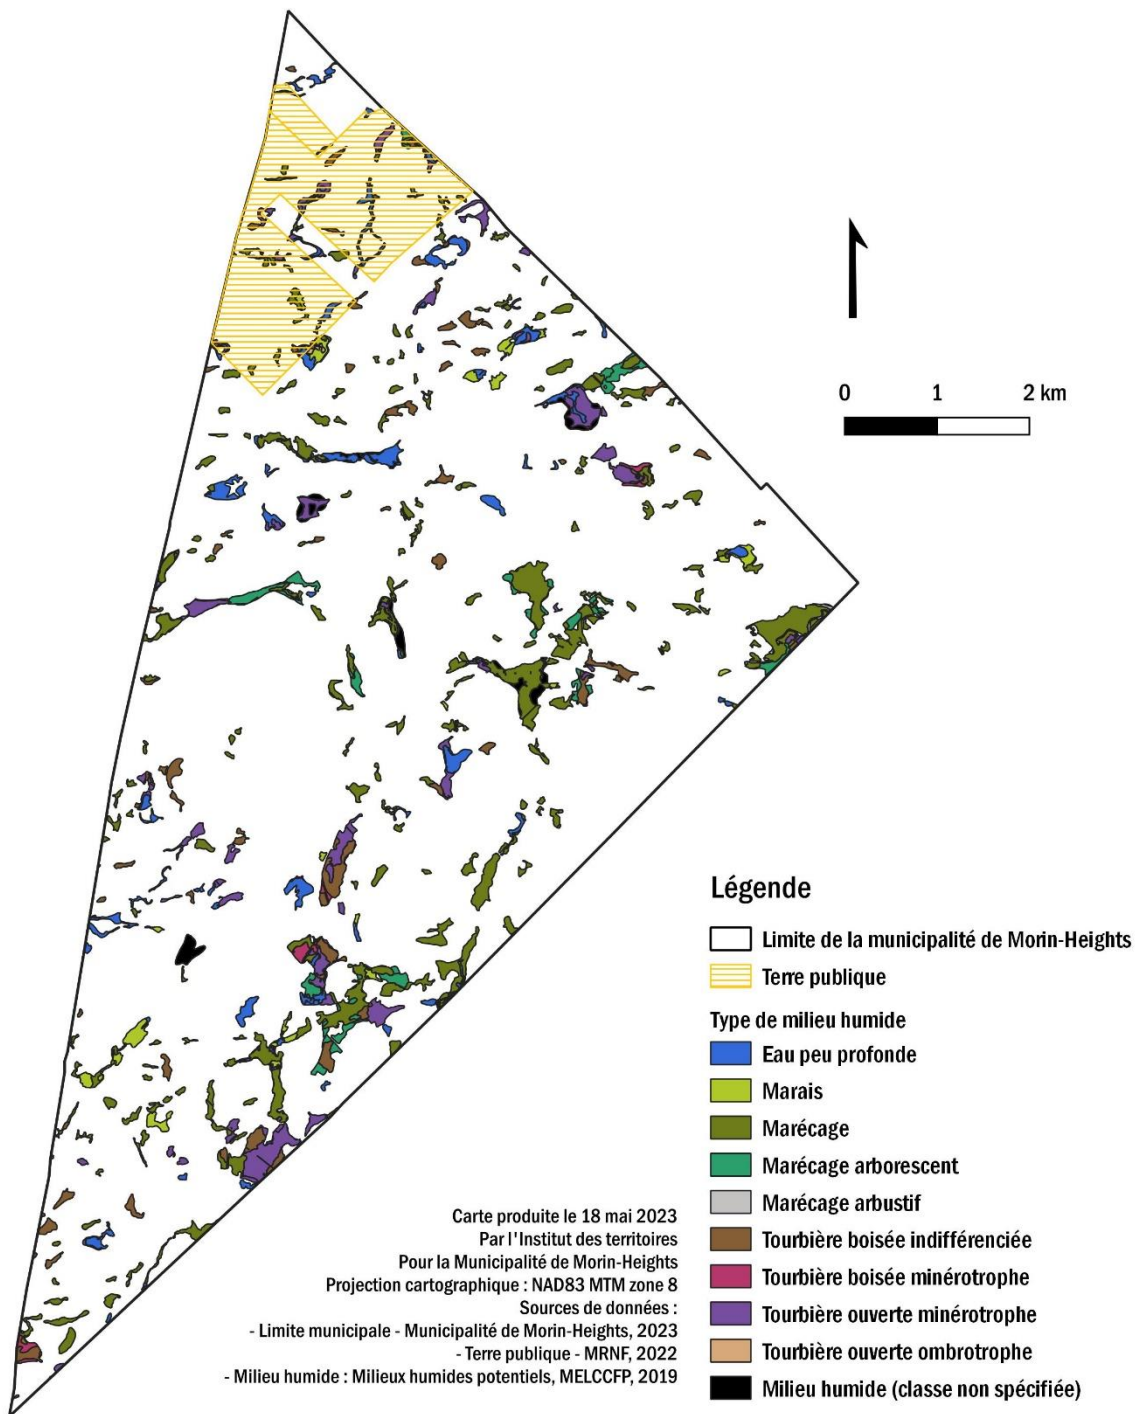 0 1 2 km
Légende
Limite de la municipalité de Morin-Heights
Terre publique
Type de milieu humide
Eau peu profonde
Marais
Marécage
Marécage arborescent
Marécage arbustif
Tourbière boisée indifférenciée
Tourbière boisée minérotrophe
Tourbière ouverte minérotrophe
Tourbière ouverte ombrotrophe
Milieu humide (classe non spécifiée)
Carte produite le 18 mai 2023
Par l'Institut des territoires
Pour la Municipalité de Morin-Heights
Projection cartographique : NAD83 MTM zone 8
Sources de données :
- Limite municipale - Municipalité de Morin-Heights, 2023
- Terre publique - MRNF, 2022
- Milieu humide : Milieux humides potentiels, MELCCFP, 2019